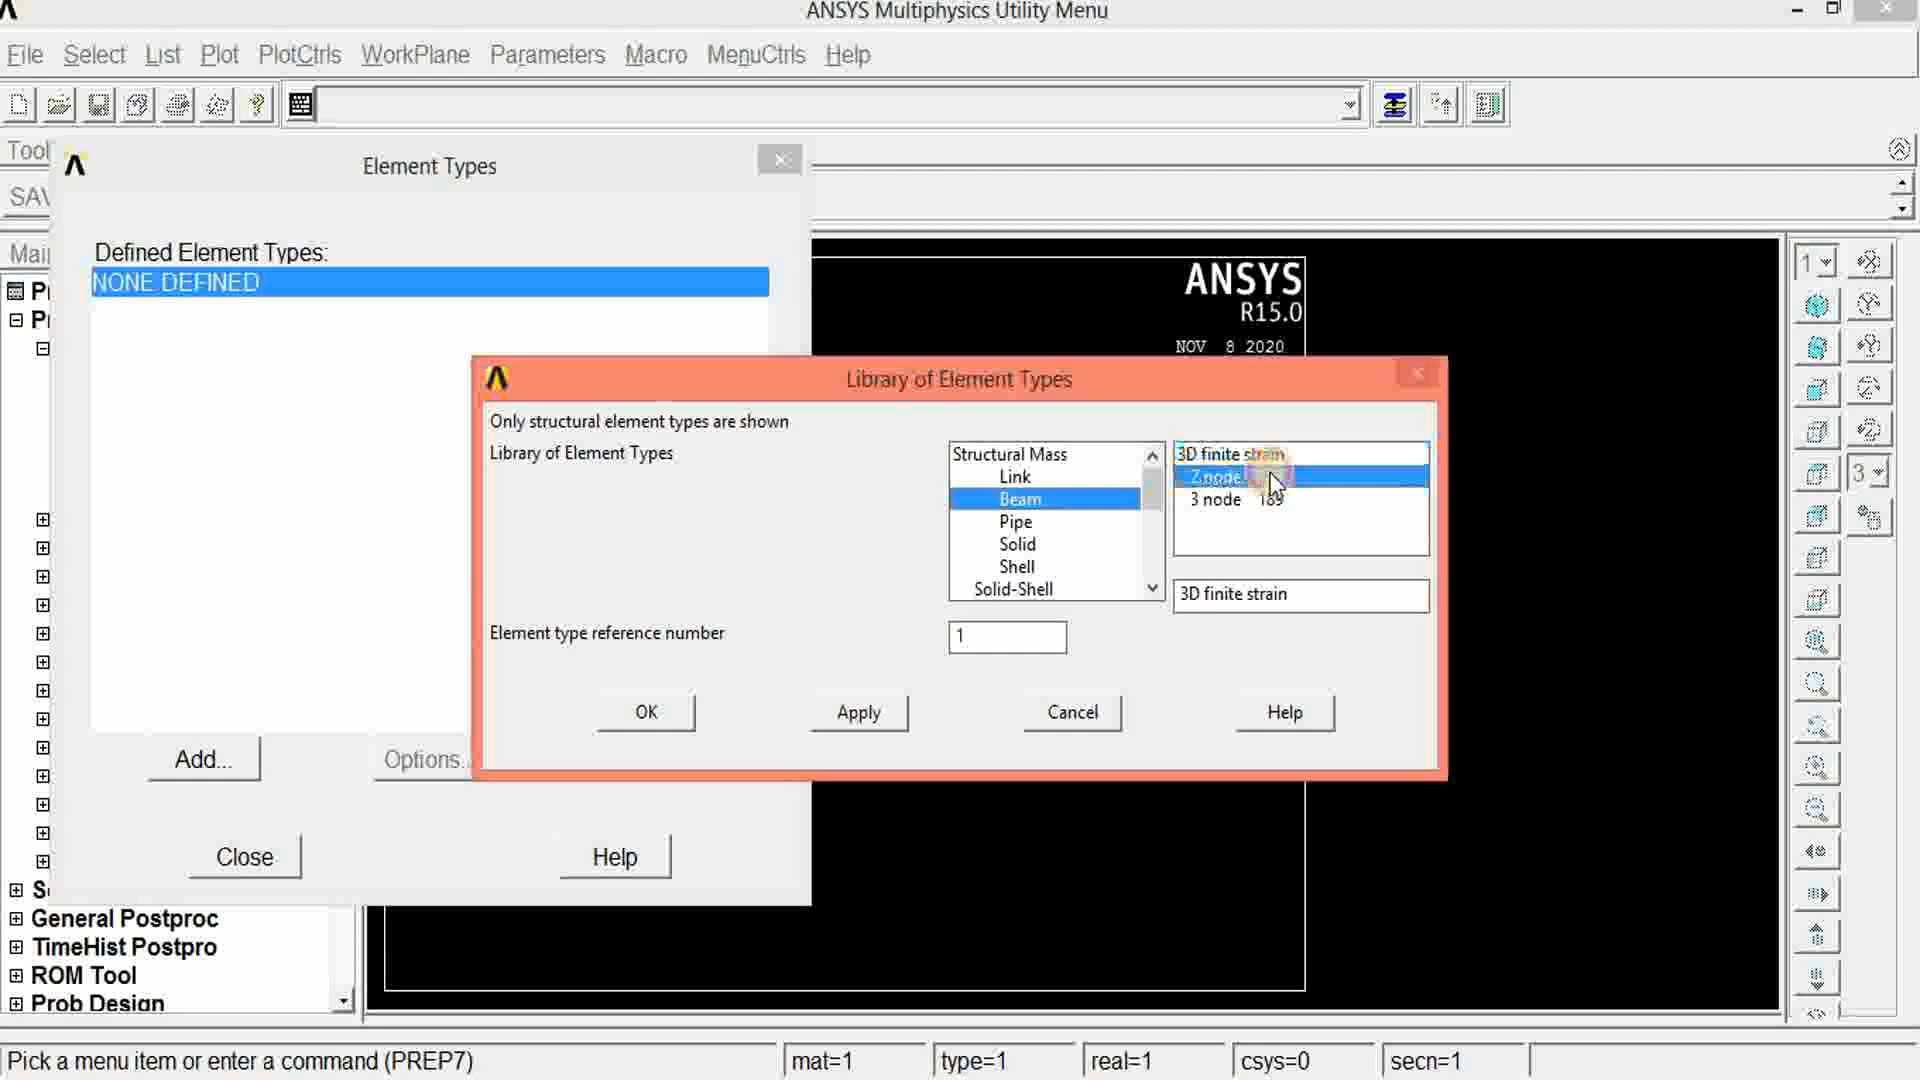 ANSYS Multiphysics Utility Menu
File Select List Plot PlotCtrls WorkPlane Parameters Macro MenuCtrls Help
Tool
SAV
Element Types
Defined Element Types:
NONE DEFINED
ANSYS
R15.0
NOV 8 2020
1
3
Library of Element Types
Only structural element types are shown
Library of Element Types
Structural Mass
Link
Beam
Pipe
Solid
Shell
Solid-Shell
3D finite strain
2 node
3 node 189
3D finite strain
Element type reference number
1
OK Apply Cancel Help
Add... Options...
Close Help
General Postproc
TimeHist Postpro
ROM Tool
Prob Design
Pick a menu item or enter a command (PREP7) mat=1 type=1 real=1 csys=0 secn=1